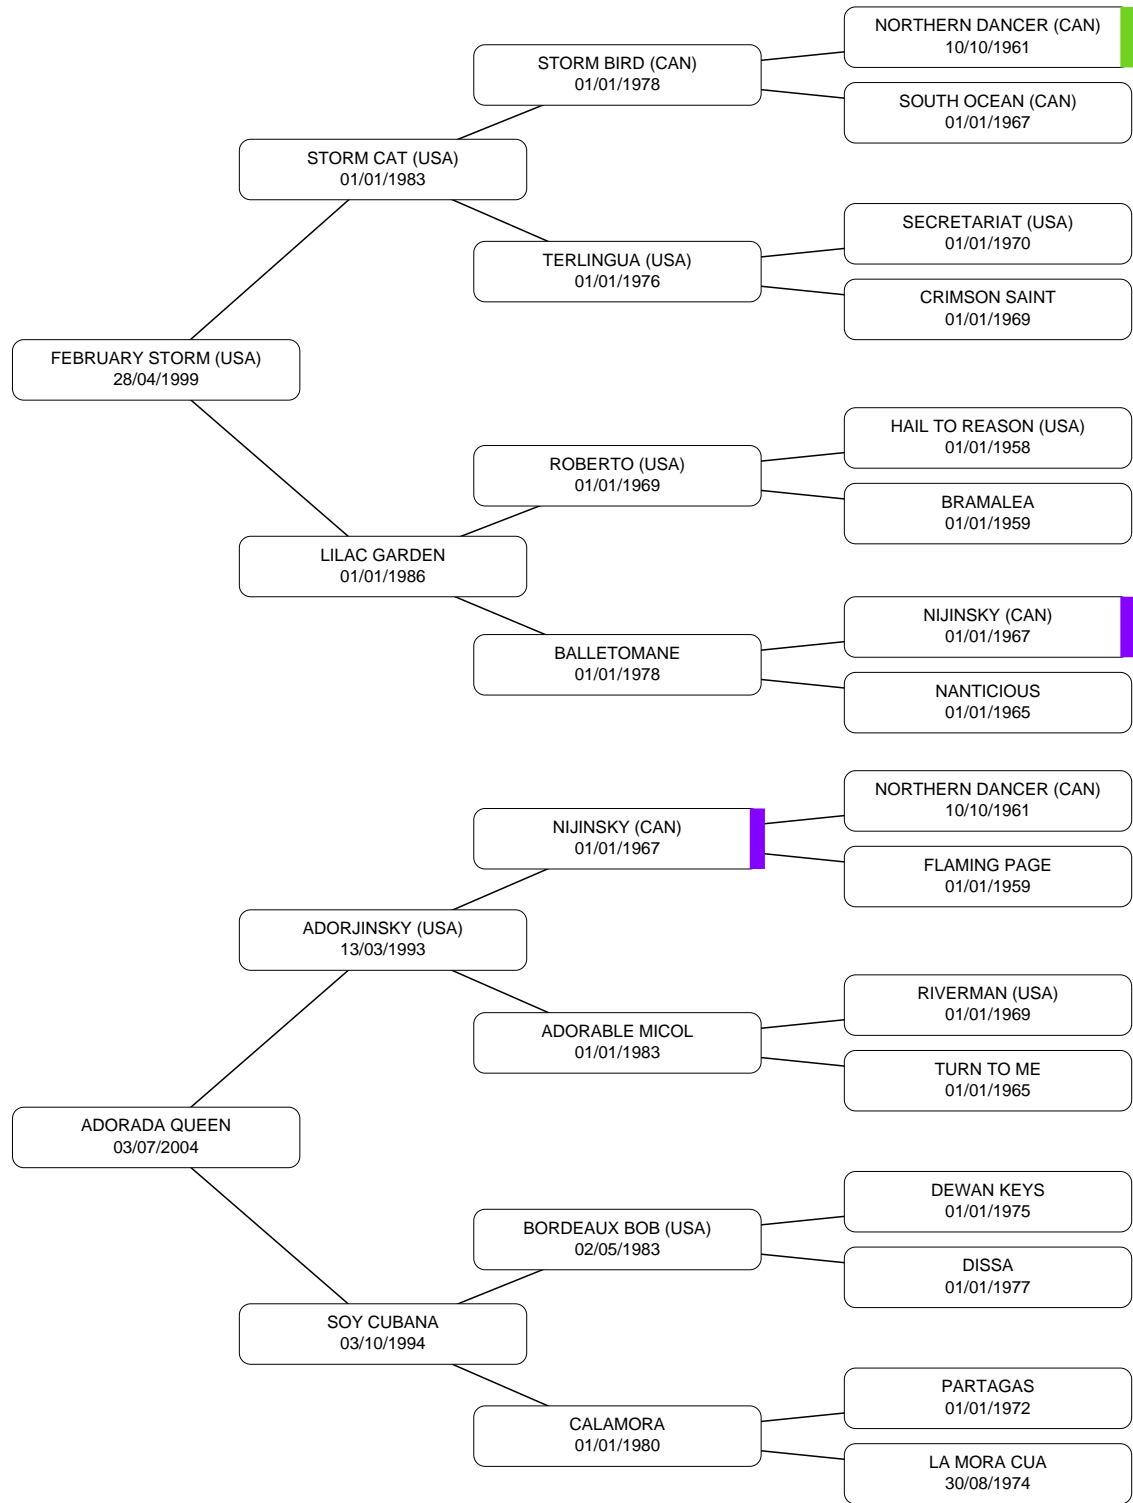 NORTHERN DANCER (CAN)
10/10/1961
STORM BIRD (CAN)
01/01/1978
SOUTH OCEAN (CAN)
01/01/1967
STORM CAT (USA)
01/01/1983
SECRETARIAT (USA)
01/01/1970
TERLINGUA (USA)
01/01/1976
CRIMSON SAINT
01/01/1969
FEBRUARY STORM (USA)
28/04/1999
HAIL TO REASON (USA)
01/01/1958
ROBERTO (USA)
01/01/1969
BRAMALEA
01/01/1959
LILAC GARDEN
01/01/1986
NIJINSKY (CAN)
01/01/1967
BALLETOMANE
01/01/1978
NANTICIOUS
01/01/1965
NORTHERN DANCER (CAN)
10/10/1961
NIJINSKY (CAN)
01/01/1967
FLAMING PAGE
01/01/1959
ADORJINSKY (USA)
13/03/1993
RIVERMAN (USA)
01/01/1969
ADORABLE MICOL
01/01/1983
TURN TO ME
01/01/1965
ADORADA QUEEN
03/07/2004
DEWAN KEYS
01/01/1975
BORDEAUX BOB (USA)
02/05/1983
DISSA
01/01/1977
SOY CUBANA
03/10/1994
PARTAGAS
01/01/1972
CALAMORA
01/01/1980
LA MORA CUA
30/08/1974